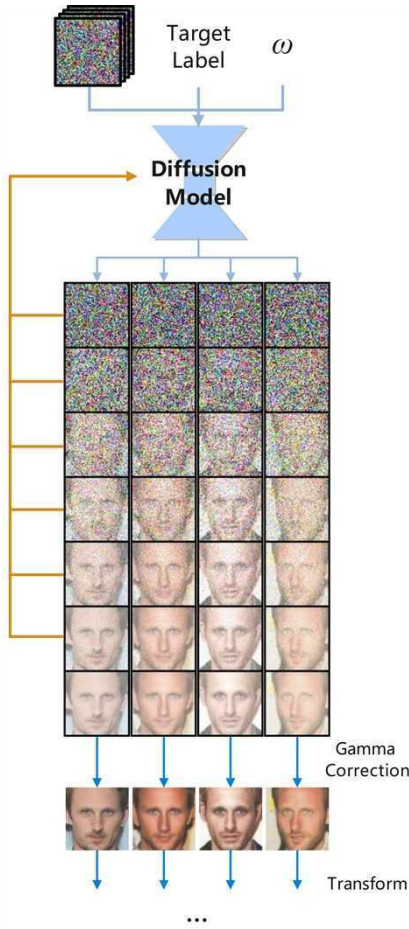 Target
Label
ω
Diffusion
Model
Gamma
Correction
Transform
...